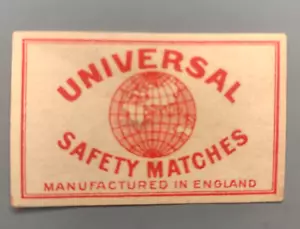 UNIVERSAL
SAFETY MATCHES
MANUFACTURED IN ENGLAND